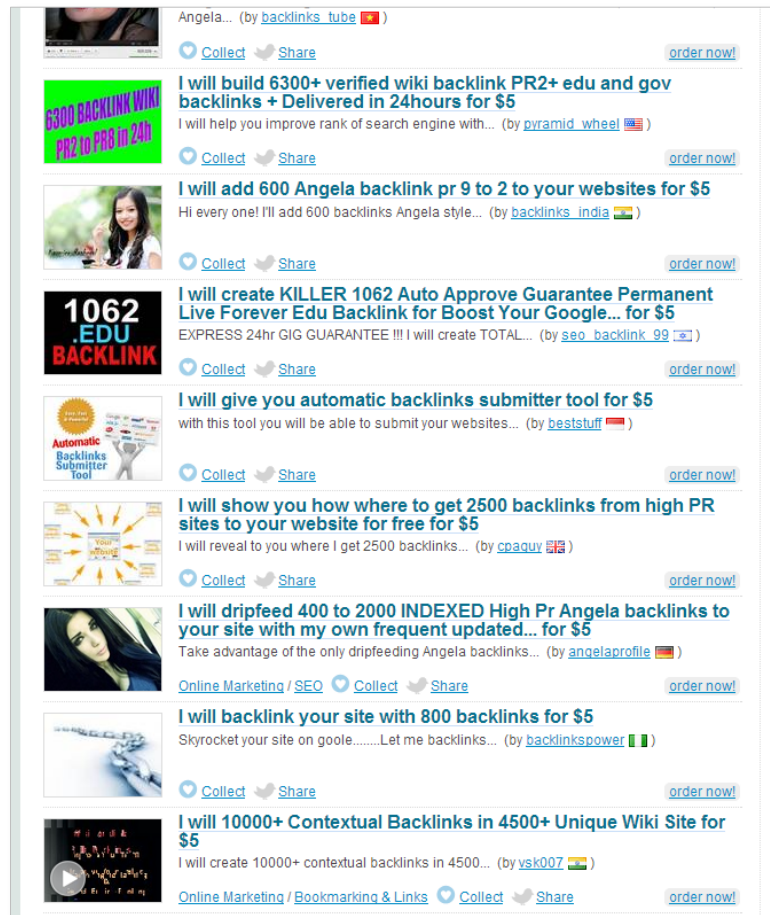 Angela... (by backlinks_tube )
Collect Share order now!
6300 BACKLINK WIKI
PR2 to PR8 in 24h
I will build 6300+ verified wiki backlink PR2+ edu and gov
backlinks + Delivered in 24hours for $5
I will help you improve rank of search engine with... (by pyramid_wheel )
Collect Share order now!
I will add 600 Angela backlink pr 9 to 2 to your websites for $5
Hi every one! I'll add 600 backlinks Angela style... (by backlinks_india )
Collect Share order now!
1062
.EDU
BACKLINK
I will create KILLER 1062 Auto Approve Guarantee Permanent
Live Forever Edu Backlink for Boost Your Google... for $5
EXPRESS 24hr GIG GUARANTEE !!! I will create TOTAL... (by seo_backlink_99 )
Collect Share order now!
Automatic
Backlinks
Submitter
Tool
I will give you automatic backlinks submitter tool for $5
with this tool you will be able to submit your websites... (by beststuff )
Collect Share order now!
Your
website
I will show you how where to get 2500 backlinks from high PR
sites to your website for free for $5
I will reveal to you where I get 2500 backlinks... (by cpaguy )
Collect Share order now!
I will dripfeed 400 to 2000 INDEXED High Pr Angela backlinks to
your site with my own frequent updated... for $5
Take advantage of the only dripfeeding Angela backlinks... (by angelaprofile )
Online Marketing / SEO Collect Share order now!
I will backlink your site with 800 backlinks for $5
Skyrocket your site on goole........Let me backlinks... (by backlinkspower )
Collect Share order now!
I will 10000+ Contextual Backlinks in 4500+ Unique Wiki Site for
$5
I will create 10000+ contextual backlinks in 4500... (by vsk007 )
Online Marketing / Bookmarking & Links Collect Share order now!